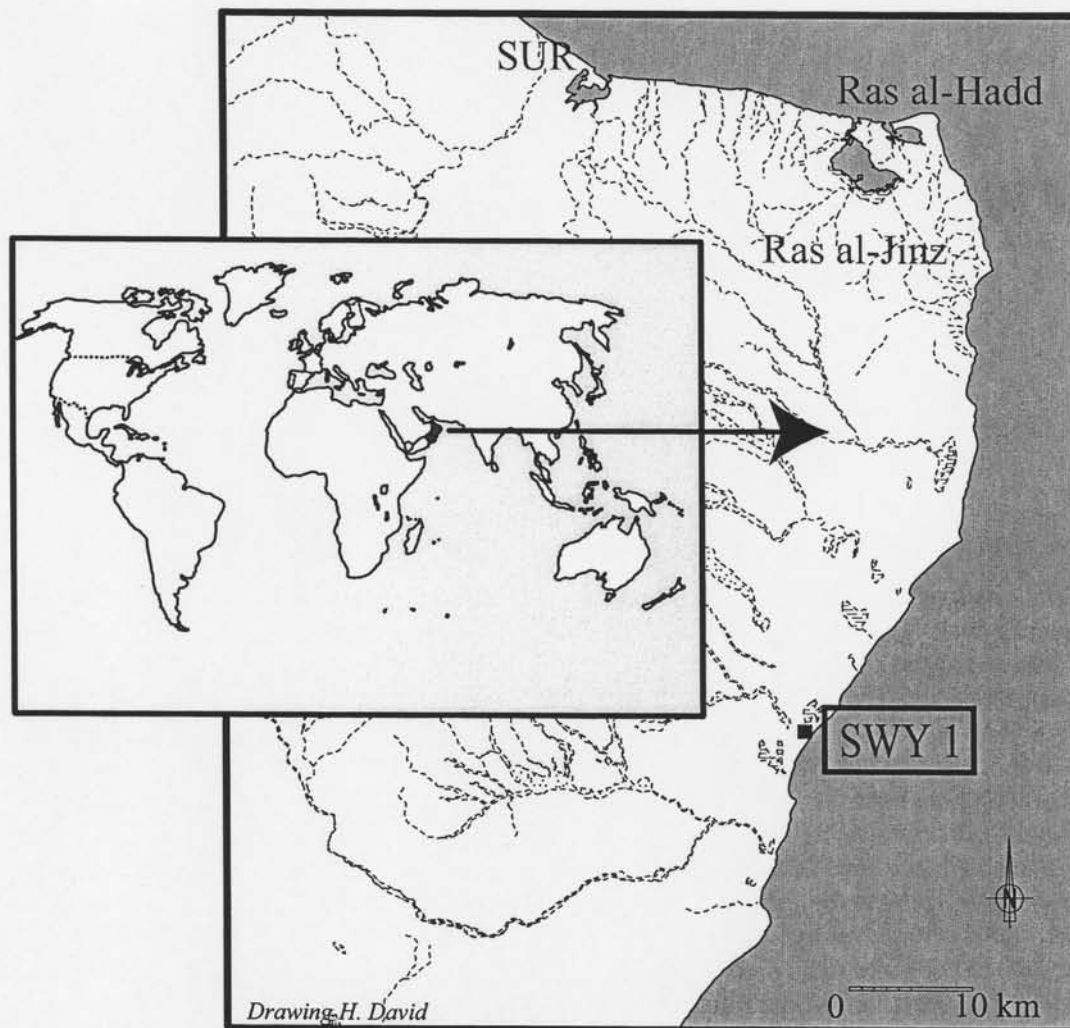 SUR
Ras al-Hadd
Ras al-Jinz
SWY 1
N
Drawing H. David
0 10 km